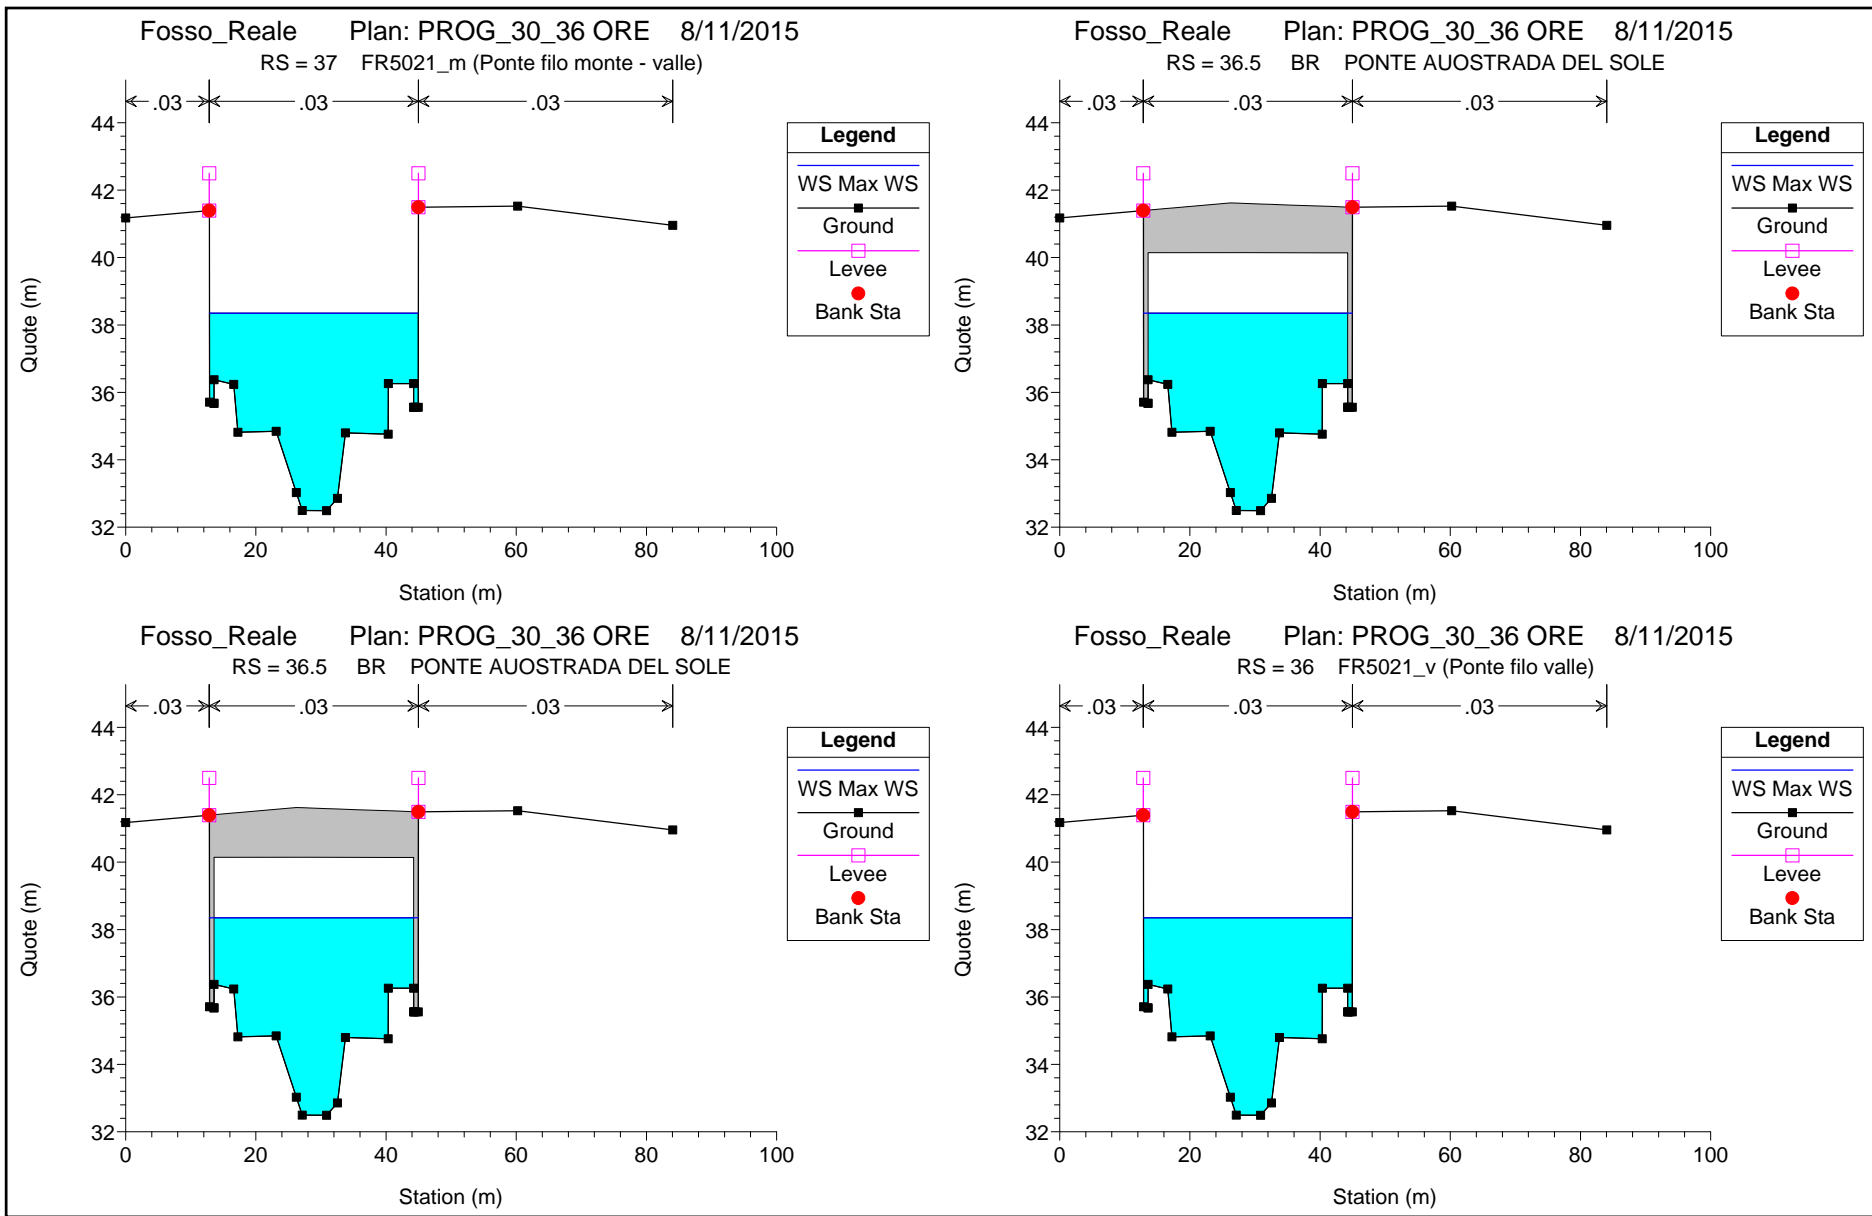 Fosso_Reale Plan: PROG_30_36 ORE 8/11/2015
RS = 37 FR5021_m (Ponte filo monte - valle)
.03 .03 .03
44
42
40
38
36
34
32
0 20 40 60 80 100
Quote (m)
Station (m)
Legend
WS Max WS
Ground
Levee
Bank Sta
Fosso_Reale Plan: PROG_30_36 ORE 8/11/2015
RS = 36.5 BR PONTE AUOSTRADA DEL SOLE
.03 .03 .03
44
42
40
38
36
34
32
0 20 40 60 80 100
Quote (m)
Station (m)
Legend
WS Max WS
Ground
Levee
Bank Sta
Fosso_Reale Plan: PROG_30_36 ORE 8/11/2015
RS = 36.5 BR PONTE AUOSTRADA DEL SOLE
.03 .03 .03
44
42
40
38
36
34
32
0 20 40 60 80 100
Quote (m)
Station (m)
Legend
WS Max WS
Ground
Levee
Bank Sta
Fosso_Reale Plan: PROG_30_36 ORE 8/11/2015
RS = 36 FR5021_v (Ponte filo valle)
.03 .03 .03
44
42
40
38
36
34
32
0 20 40 60 80 100
Quote (m)
Station (m)
Legend
WS Max WS
Ground
Levee
Bank Sta